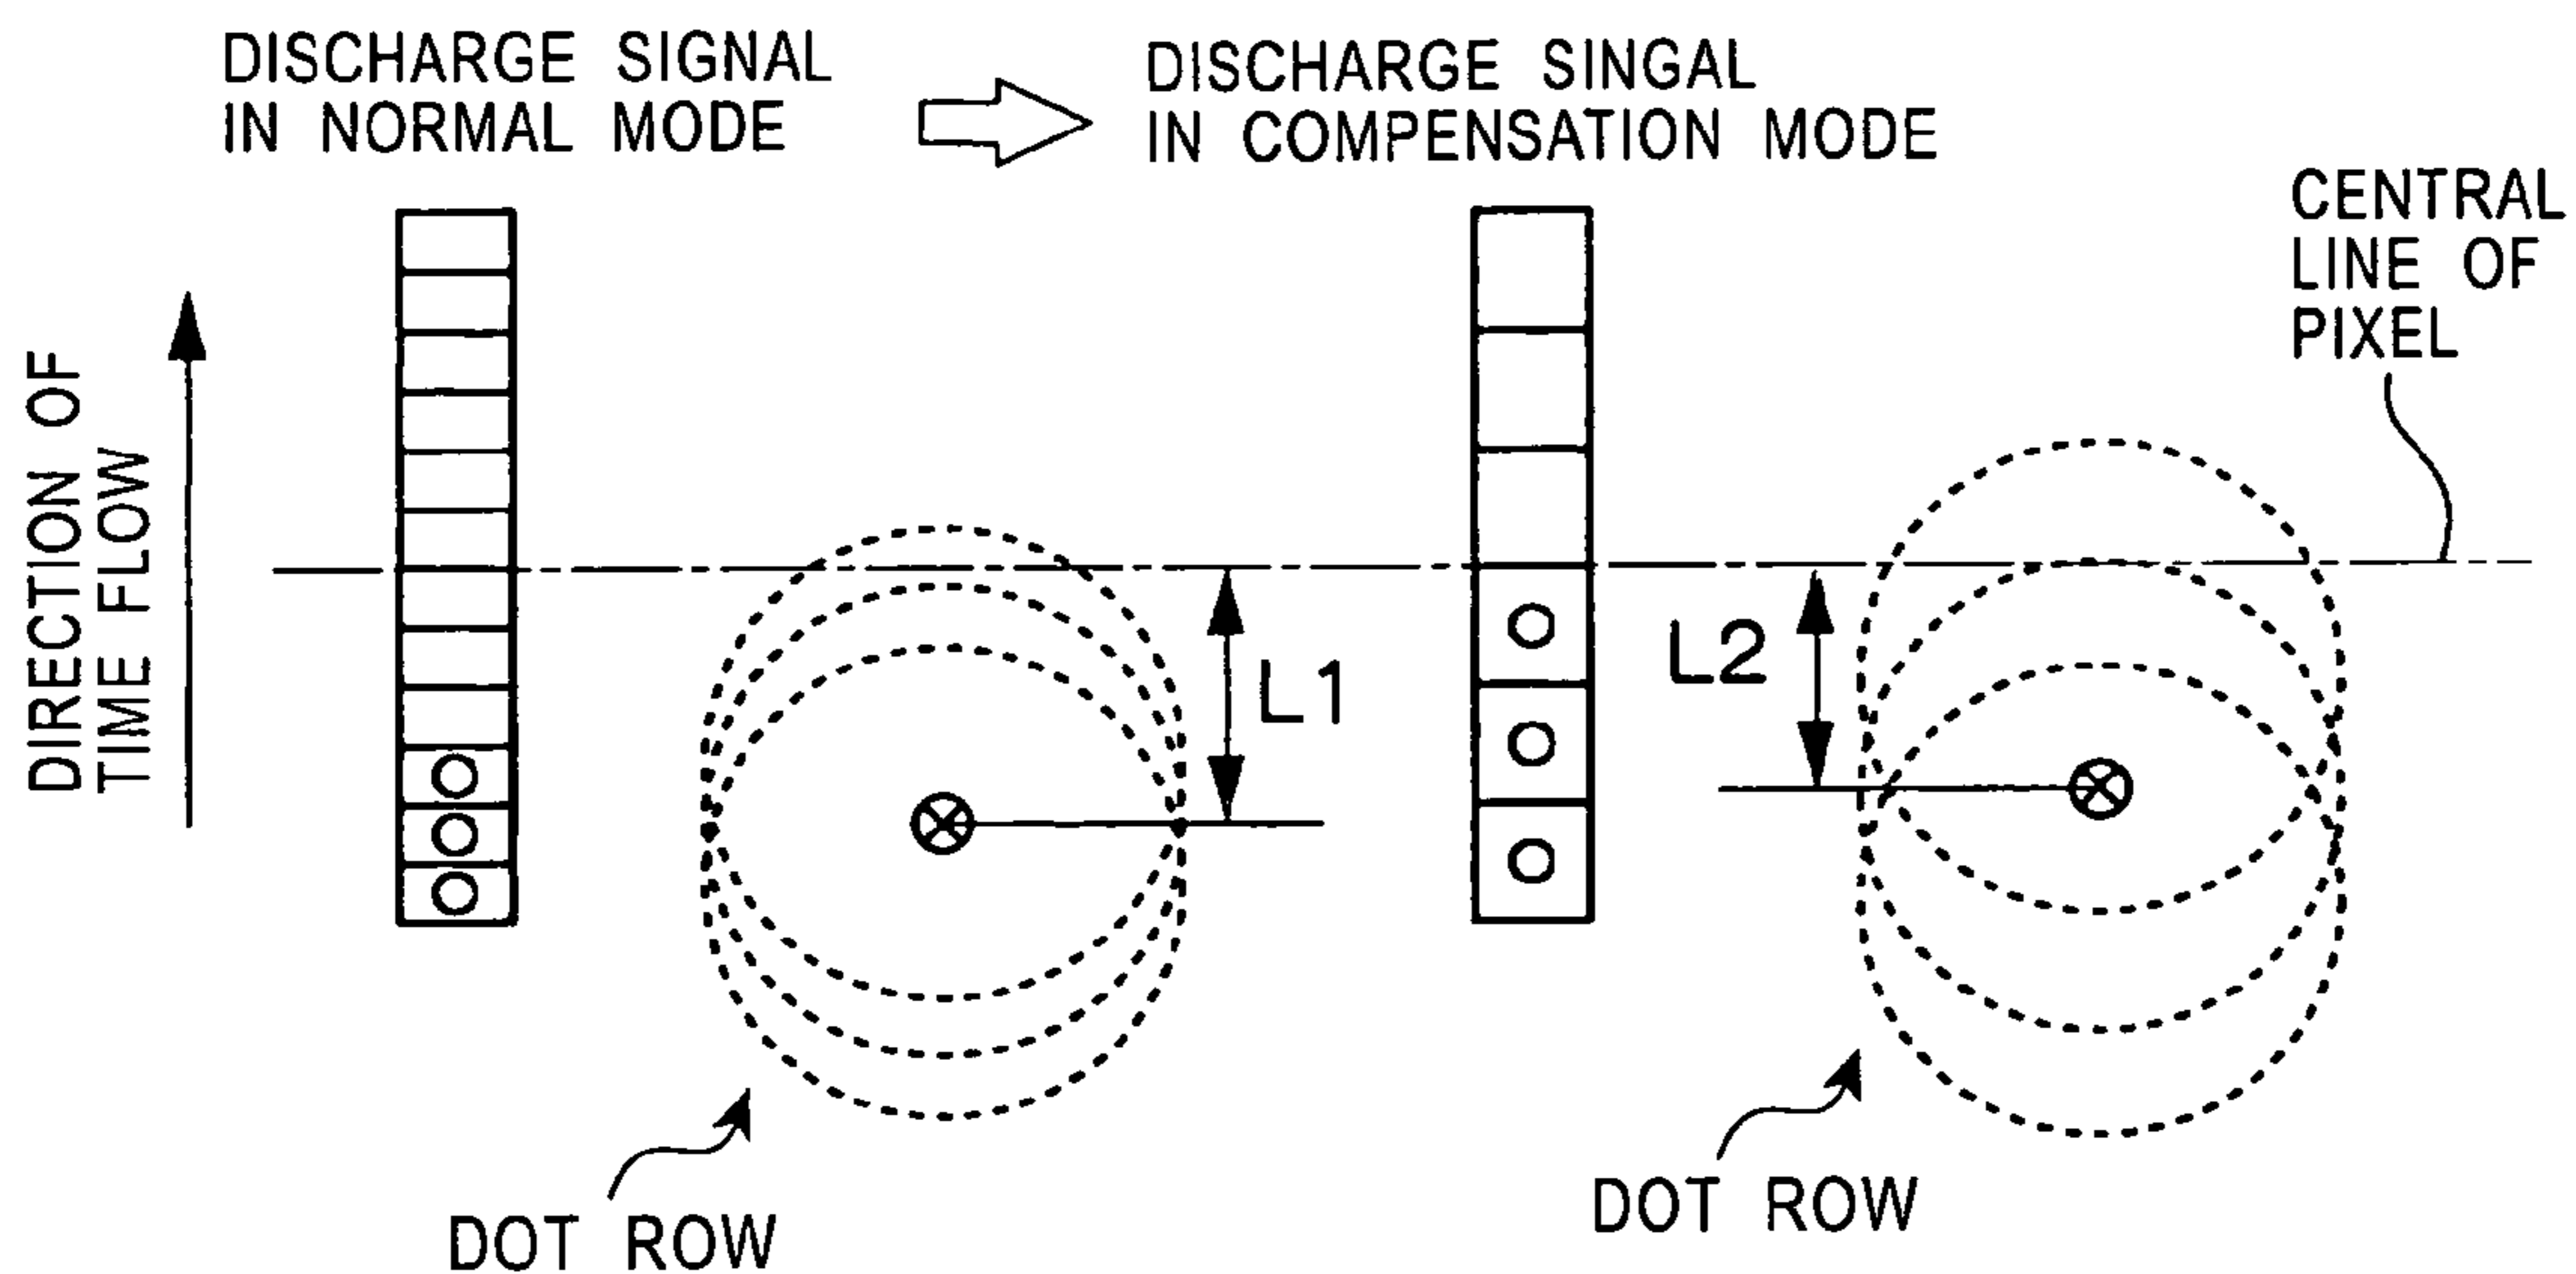 DISCHARGE SIGNAL
IN NORMAL MODE
DISCHARGE SINGAL
IN COMPENSATION MODE
CENTRAL
LINE OF
PIXEL
DIRECTION OF
TIME FLOW
L1
L2
DOT ROW
DOT ROW